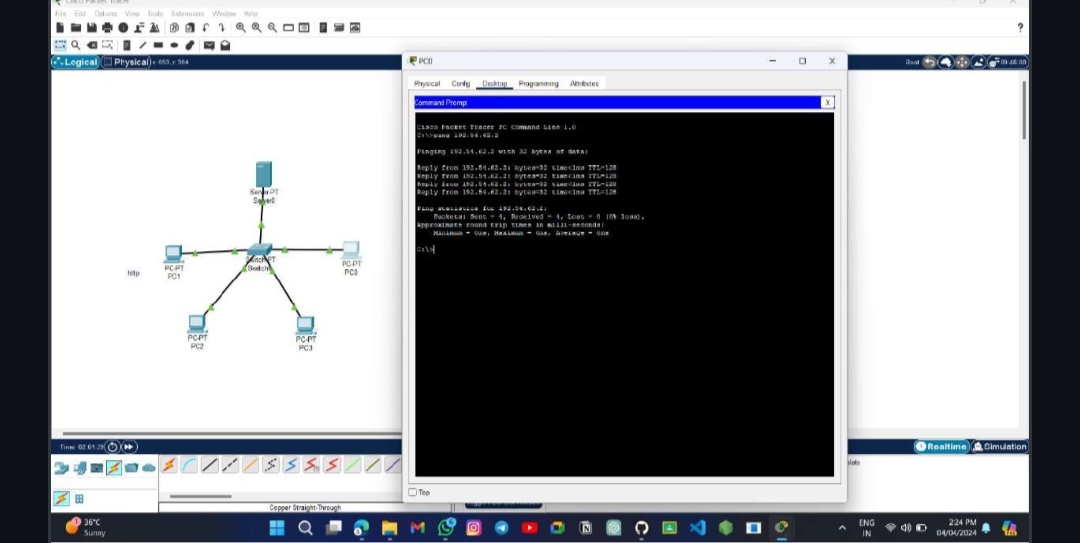 Cisco Packet Tracer
File Edit Options View Tools Extensions Window Help
?
Logical
Physical
Root
PC0
Physical Config Desktop Programming Attributes
Command Prompt
X
Cisco Packet Tracer PC Command Line 1.0
C:\>ping 192.54.62.2
Pinging 192.54.62.2 with 32 bytes of data:
Reply from 192.54.62.2: bytes=32 time<1ms TTL=128
Reply from 192.54.62.2: bytes=32 time<1ms TTL=128
Reply from 192.54.62.2: bytes=32 time<1ms TTL=128
Reply from 192.54.62.2: bytes=32 time<1ms TTL=128
Ping statistics for 192.54.62.2:
Packets: Sent = 4, Received = 4, Lost = 0 (0% loss),
Approximate round trip times in milli-seconds:
Minimum = 0ms, Maximum = 0ms, Average = 0ms
C:\>
Server-PT
Server0
Switch-PT
PC-PT
PC1
PC-PT
PC0
http
PC-PT
PC2
PC-PT
PC3
Top
Realtime
Simulation
Copper Straight-Through
36°C
Sunny
ENG
IN
2:24 PM
04/04/2024